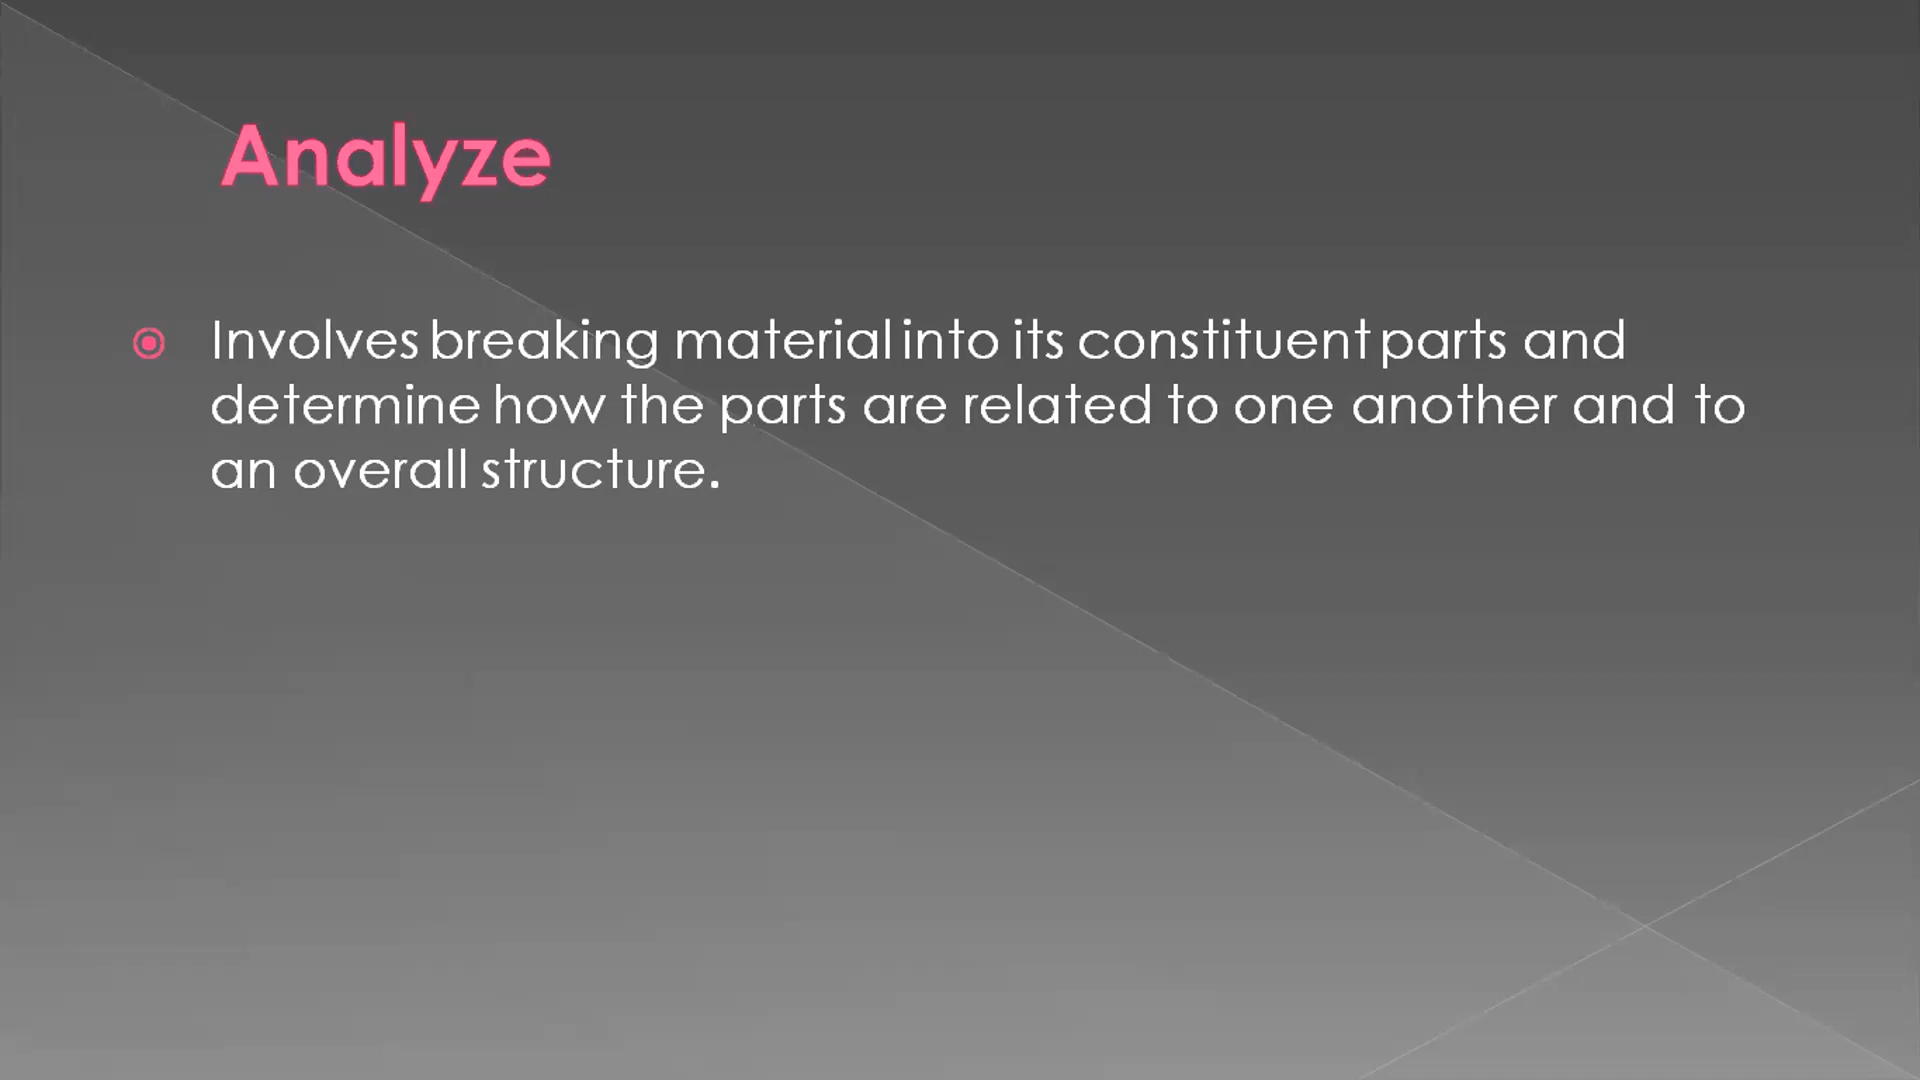 Analyze
Involves breaking material into its constituent parts and
determine how the parts are related to one another and to
an overall structure.